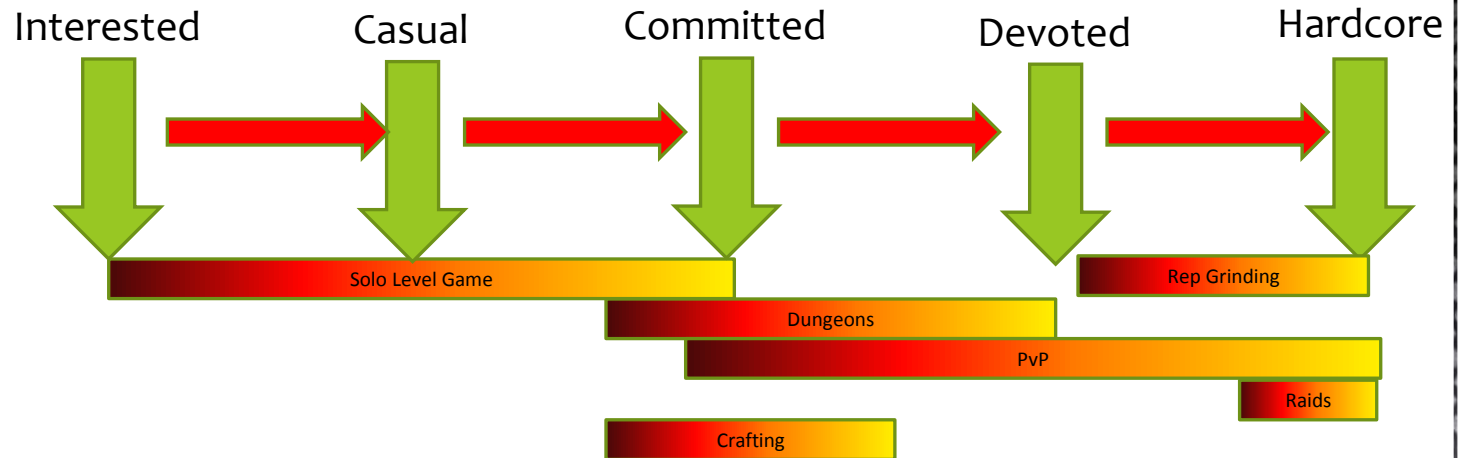 Interested
Casual
Committed
Devoted
Hardcore
Solo Level Game
Rep Grinding
Dungeons
PvP
Raids
Crafting